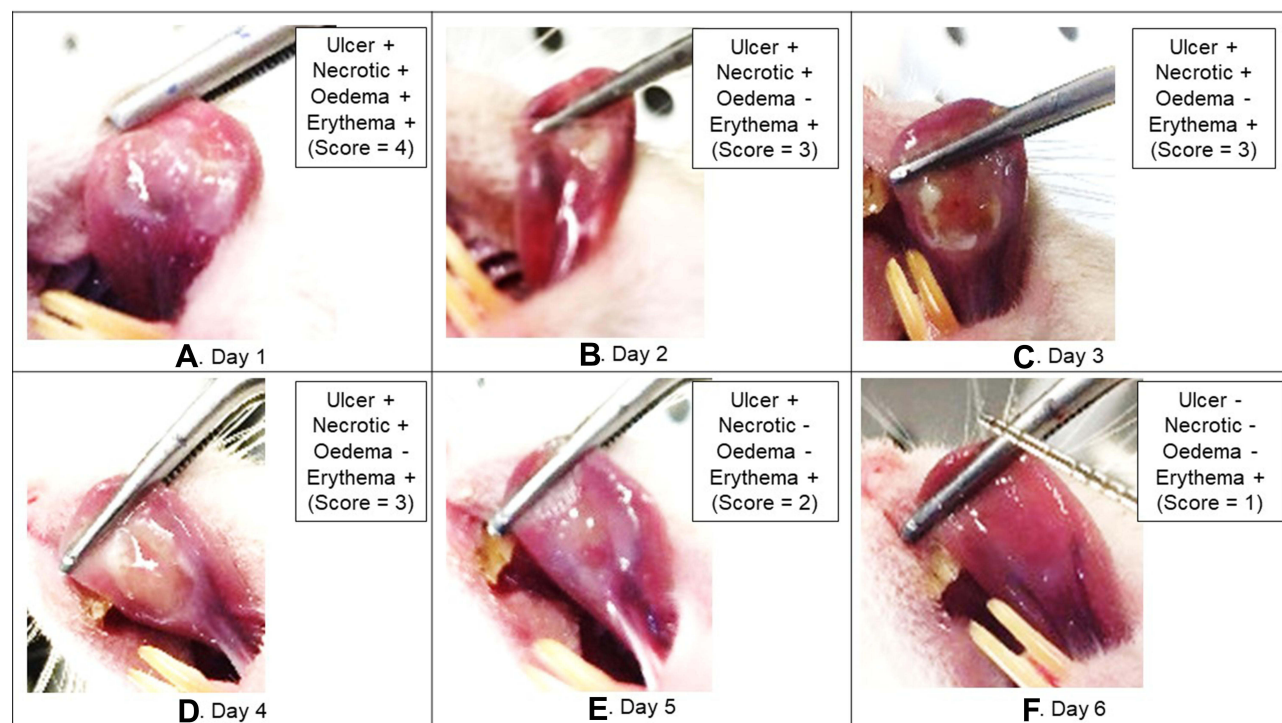 Ulcer +
Necrotic +
Oedema +
Erythema +
(Score = 4)
A. Day 1
Ulcer +
Necrotic +
Oedema -
Erythema +
(Score = 3)
B. Day 2
Ulcer +
Necrotic +
Oedema -
Erythema +
(Score = 3)
C. Day 3
Ulcer +
Necrotic +
Oedema -
Erythema +
(Score = 3)
D. Day 4
Ulcer +
Necrotic -
Oedema -
Erythema +
(Score = 2)
E. Day 5
Ulcer -
Necrotic -
Oedema -
Erythema +
(Score = 1)
F. Day 6